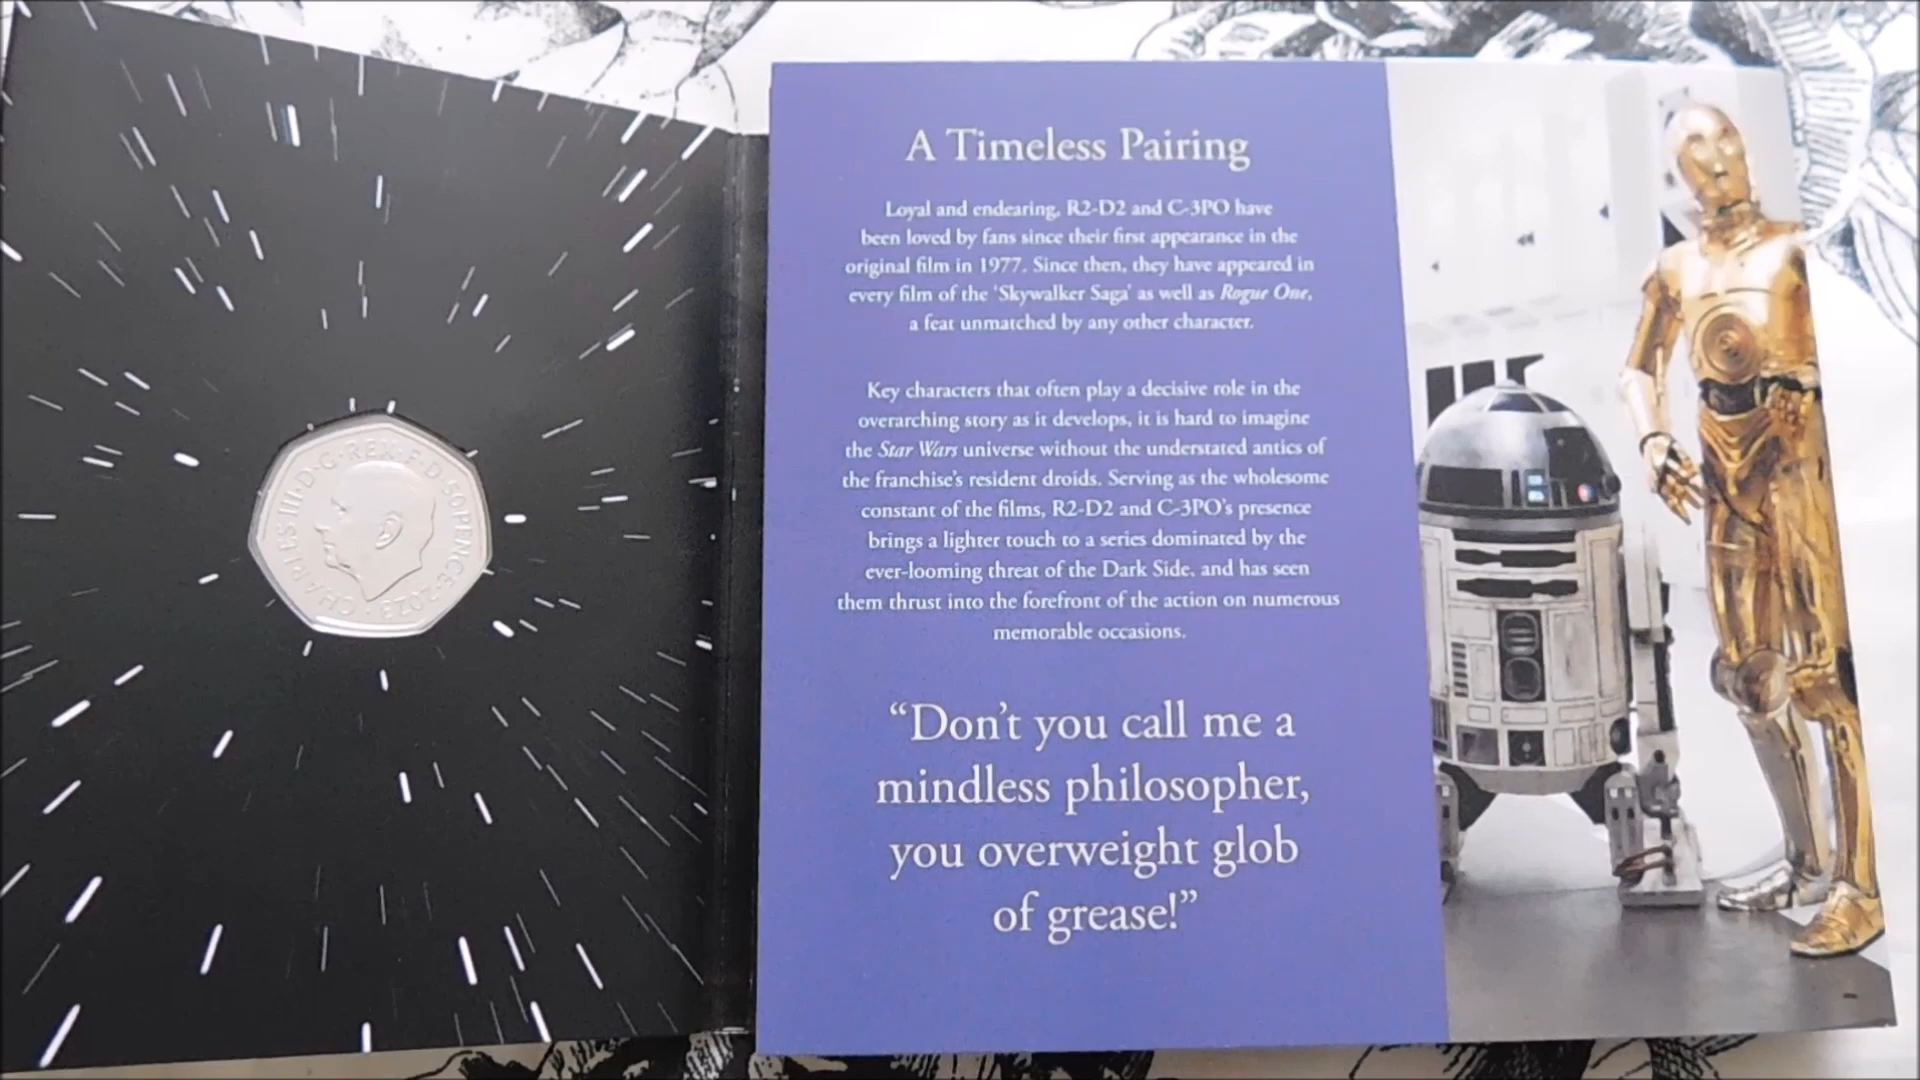 CHARLES III · D · G · REX · F · D · 50 PENCE · 2023
A Timeless Pairing
Loyal and endearing, R2-D2 and C-3PO have
been loved by fans since their first appearance in the
original film in 1977. Since then, they have appeared in
every film of the ‘Skywalker Saga’ as well as Rogue One,
a feat unmatched by any other character.
Key characters that often play a decisive role in the
overarching story as it develops, it is hard to imagine
the Star Wars universe without the understated antics of
the franchise’s resident droids. Serving as the wholesome
constant of the films, R2-D2 and C-3PO’s presence
brings a lighter touch to a series dominated by the
ever-looming threat of the Dark Side, and has seen
them thrust into the forefront of the action on numerous
memorable occasions.
“Don’t you call me a
mindless philosopher,
you overweight glob
of grease!”